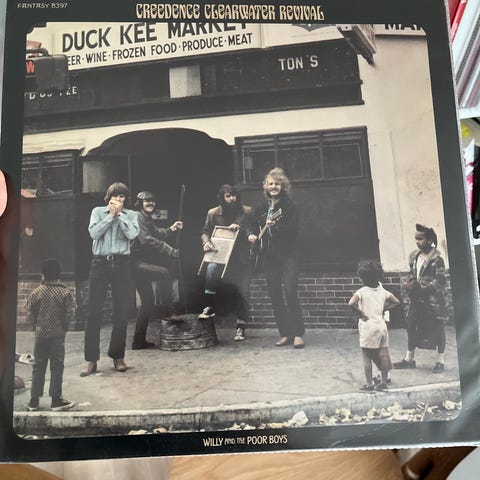 FANTASY 8397
CREEDENCE CLEARWATER REVIVAL
DUCK KEE MARKET
BEER · WINE · FROZEN FOOD · PRODUCE · MEAT
TON'S
WILLY AND THE POOR BOYS